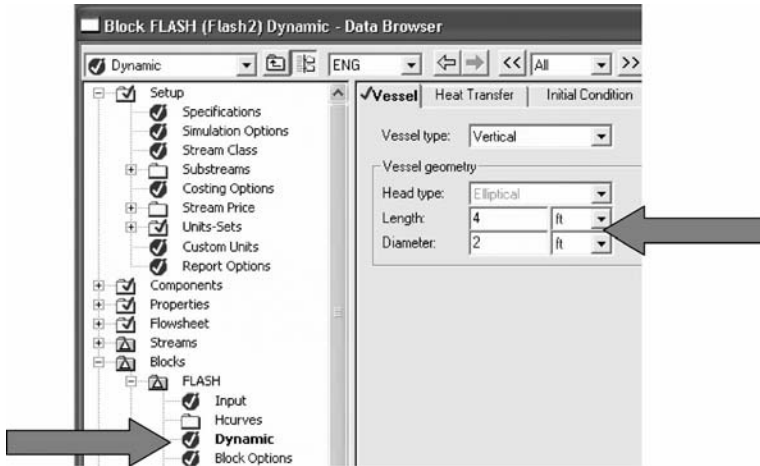 Block FLASH (Flash2) Dynamic - Data Browser
Dynamic ENG All
Setup
Specifications
Simulation Options
Stream Class
Substreams
Costing Options
Stream Price
Units-Sets
Custom Units
Report Options
Components
Properties
Flowsheet
Streams
Blocks
FLASH
Input
Hcurves
Dynamic
Block Options
Vessel Heat Transfer Initial Condition
Vessel type: Vertical
Vessel geometry
Head type: Elliptical
Length: 4 ft
Diameter: 2 ft